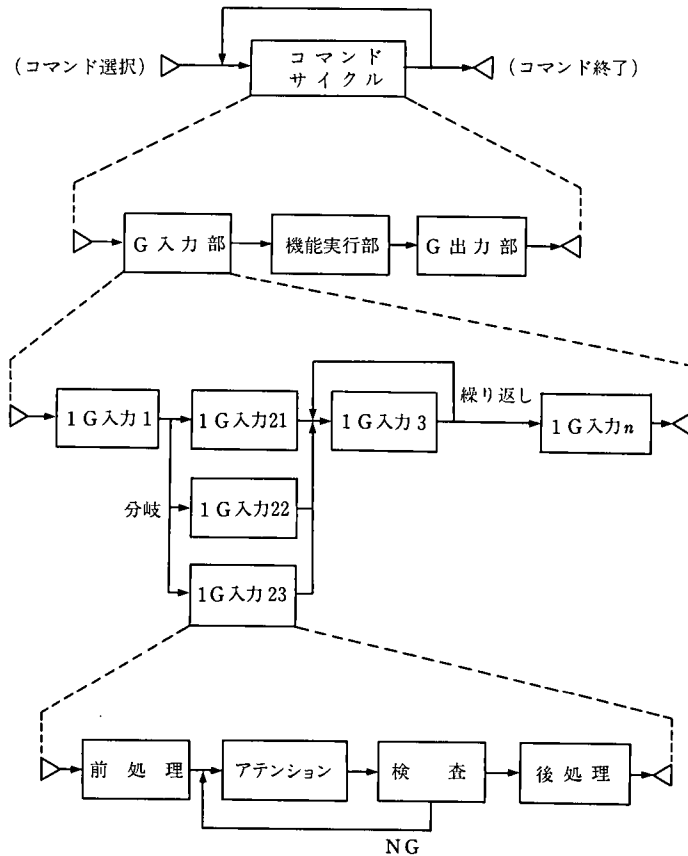 (コマンド選択)
コマンド
サイクル
(コマンド終了)
G入力部
機能実行部
G出力部
1G入力1
1G入力21
1G入力3
繰り返し
1G入力n
分岐
1G入力22
1G入力23
前処理
アテンション
検査
後処理
NG